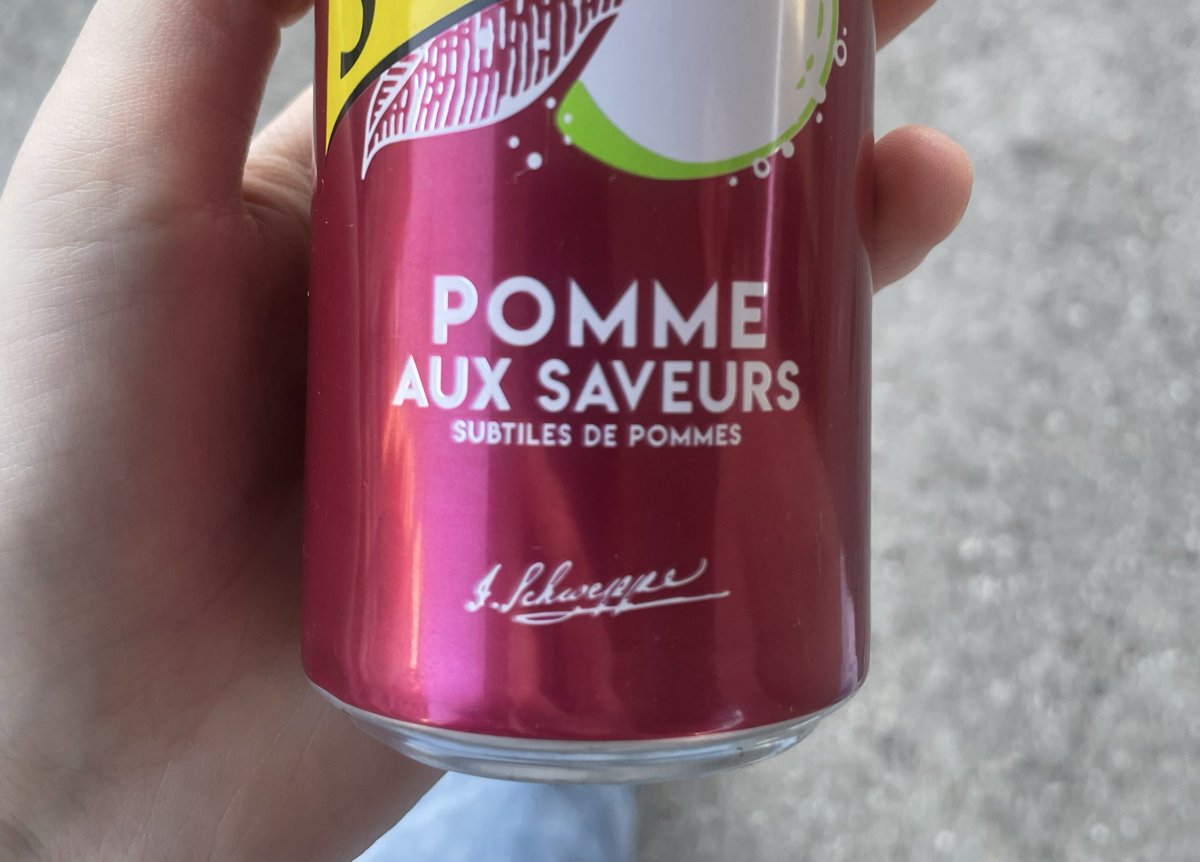 POMME
AUX SAVEURS
SUBTILES DE POMMES
J. Schweppe